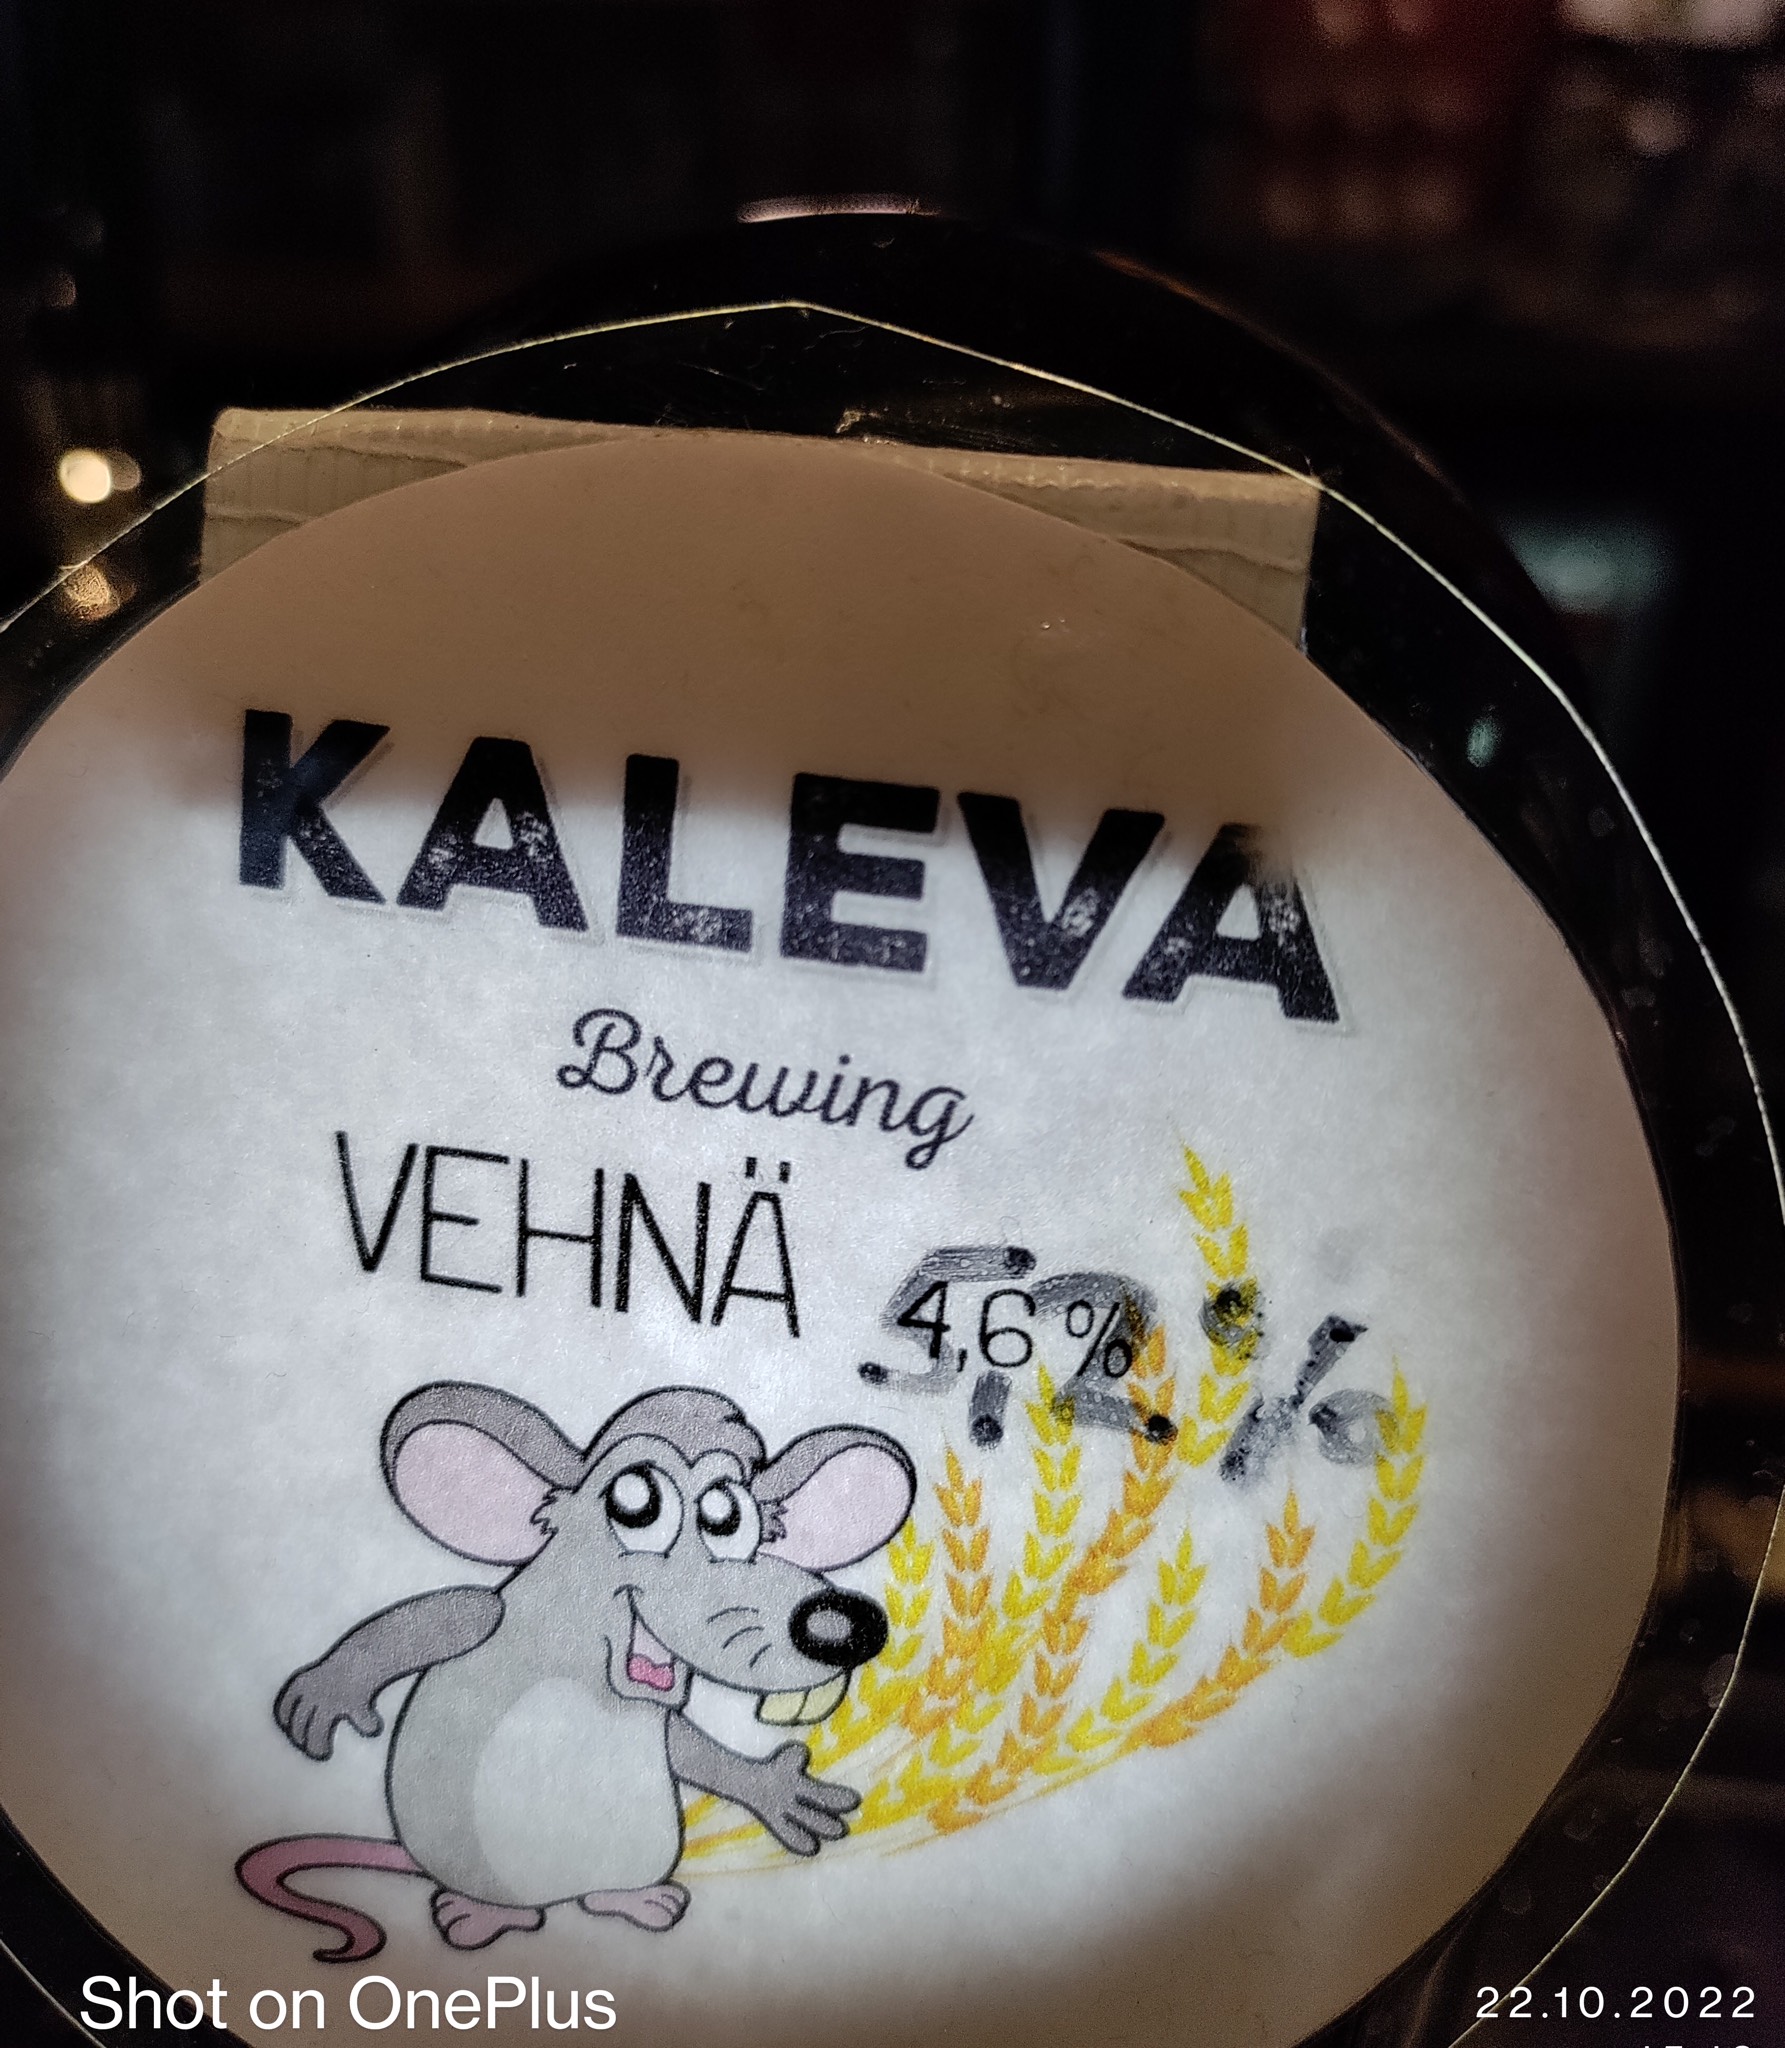 KALEVA
Brewing
VEHNÄ
4,6 %
5,2 %
Shot on OnePlus
22.10.2022